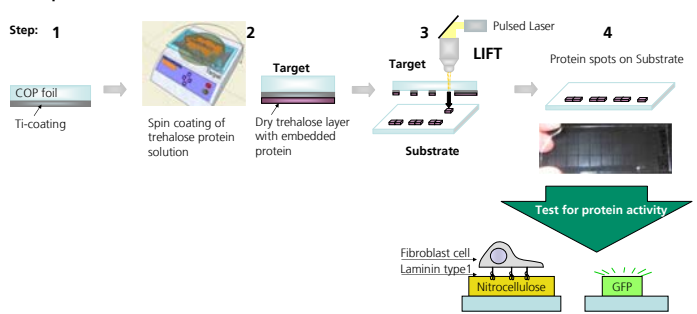 Step: 1
2
3
4
COP foil
Ti-coating
Spin coating of
trehalose protein
solution
Target
Target
Dry trehalose layer
with embedded
protein
Pulsed Laser
LIFT
Target
Substrate
Protein spots on Substrate
Test for protein activity
Fibroblast cell
Laminin type1
Nitrocellulose
GFP